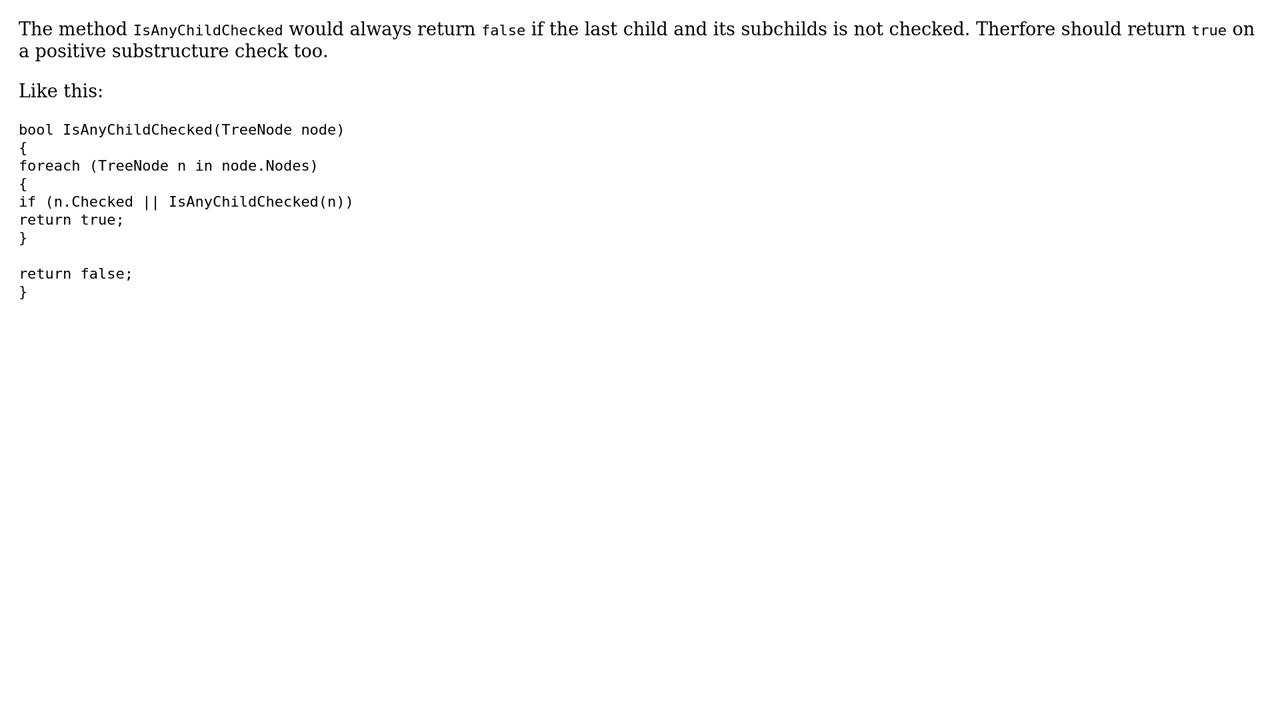 The method IsAnyChildChecked would always return false if the last child and its subchilds is not checked. Therfore should return true on
a positive substructure check too.
Like this:
bool IsAnyChildChecked(TreeNode node)
{
foreach (TreeNode n in node.Nodes)
{
if (n.Checked || IsAnyChildChecked(n))
return true;
}
return false;
}